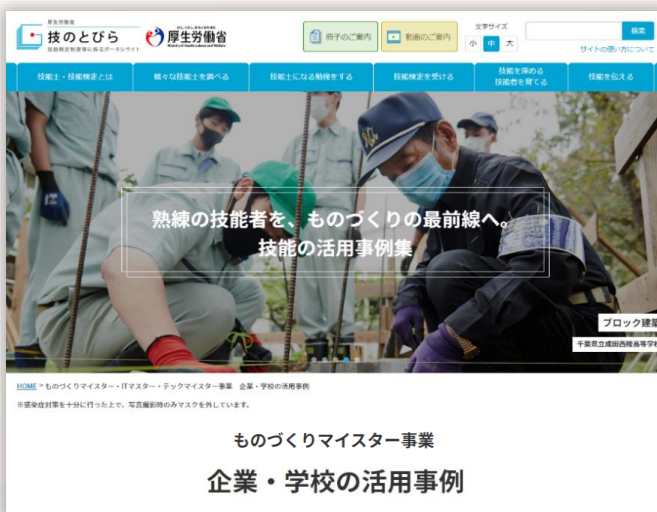 厚生労働省
技のとびら
技能検定制度等に係るポータルサイト
ひと、くらし、みらいのために
厚生労働省
Ministry of Health, Labour and Welfare
冊子のご案内
動画のご案内
文字サイズ
小 中 大
検索
サイトの使い方について
技能士・技能検定とは
様々な技能士を調べる
技能士になる勉強をする
技能検定を受ける
技能を深める
技能者を育てる
技能を伝える
熟練の技能者を、ものづくりの最前線へ。
技能の活用事例集
ブロック建築
千葉県立成田西陵高等学校
HOME > ものづくりマイスター・ITマスター・テックマイスター事業 企業・学校の活用事例
※感染症対策を十分に行った上で、写真撮影時のみマスクを外しています。
ものづくりマイスター事業
企業・学校の活用事例